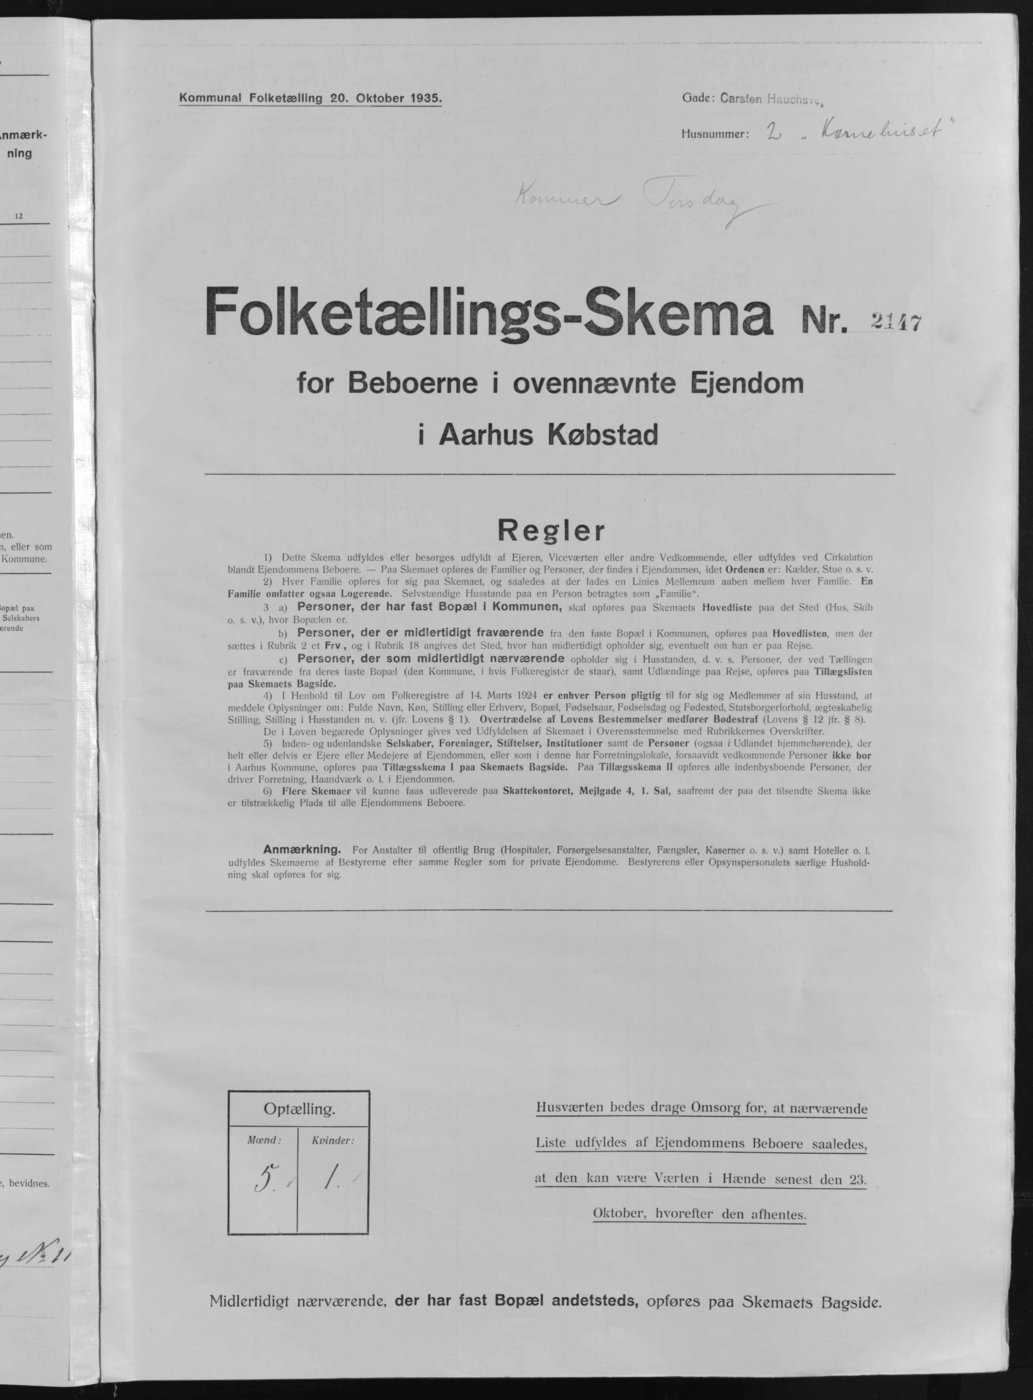 nmærk-
ning
12
en.
n, eller som
Kommune.
opæl paa
Selskabers
erende
e, bevidnes.
Kommunal Folketælling 20. Oktober 1935.
Gade: Carsten Hauchs
Husnummer: 2 „Kærnehuset"
Kommer Torsdag
Folketællings-Skema Nr. 2147
for Beboerne i ovennævnte Ejendom
i Aarhus Købstad
Regler
1) Dette Skema udfyldes eller besørges udfyldt af Ejeren, Viceværten eller andre Vedkommende, eller udfyldes ved Cirkulation
blandt Ejendommens Beboere. — Paa Skemaet opføres de Familier og Personer, der findes i Ejendommen, idet Ordenen er: Kælder, Stue o. s. v.
2) Hver Familie opføres for sig paa Skemaet, og saaledes at der lades en Linies Mellemrum aaben mellem hver Familie. En
Familie omfatter ogsaa Logerende. Selvstændige Husstande paa en Person betragtes som „Familie".
3 a) Personer, der har fast Bopæl i Kommunen, skal opføres paa Skemaets Hovedliste paa det Sted (Hus, Skib
o. s. v.), hvor Bopælen er.
b) Personer, der er midlertidigt fraværende fra den faste Bopæl i Kommunen, opføres paa Hovedlisten, men der
sættes i Rubrik 2 et Frv., og i Rubrik 18 angives det Sted, hvor han midlertidigt opholder sig, eventuelt om han er paa Rejse.
c) Personer, der som midlertidigt nærværende opholder sig i Husstanden, d. v. s. Personer, der ved Tællingen
er fraværende fra deres faste Bopæl (den Kommune, i hvis Folkeregister de staar), samt Udlændinge paa Rejse, opføres paa Tillægslisten
paa Skemaets Bagside.
4) I Henhold til Lov om Folkeregistre af 14. Marts 1924 er enhver Person pligtig til for sig og Medlemmer af sin Husstand, at
meddele Oplysninger om: Fulde Navn, Køn, Stilling eller Erhverv, Bopæl, Fødselsaar, Fødselsdag og Fødested, Statsborgerforhold, ægteskabelig
Stilling, Stilling i Husstanden m. v. (jfr. Lovens § 1). Overtrædelse af Lovens Bestemmelser medfører Bødestraf (Lovens § 12 jfr. § 8).
De i Loven begærede Oplysninger gives ved Udfyldelsen af Skemaet i Overensstemmelse med Rubrikkernes Overskrifter.
5) Inden- og udenlandske Selskaber, Foreninger, Stiftelser, Institutioner samt de Personer (ogsaa i Udlandet hjemmehørende), der
helt eller delvis er Ejere eller Medejere af Ejendommen, eller som i denne har Forretningslokale, forsaavidt vedkommende Personer ikke bor
i Aarhus Kommune, opføres paa Tillægsskema I paa Skemaets Bagside. Paa Tillægsskema II opføres alle indenbysboende Personer, der
driver Forretning, Haandværk o. l. i Ejendommen.
6) Flere Skemaer vil kunne faas udleverede paa Skattekontoret, Mejlgade 4, 1. Sal, saafremt der paa det tilsendte Skema ikke
er tilstrækkelig Plads til alle Ejendommens Beboere.
Anmærkning. For Anstalter til offentlig Brug (Hospitaler, Forsørgelsesanstalter, Fængsler, Kaserner o. s. v.) samt Hoteller o. l.
udfyldes Skemaerne af Bestyrerne efter samme Regler som for private Ejendomme. Bestyrerens eller Opsynspersonalets særlige Hushold-
ning skal opføres for sig.
Optælling.
Mænd: Kvinder:
5. 1.
Husværten bedes drage Omsorg for, at nærværende
Liste udfyldes af Ejendommens Beboere saaledes,
at den kan være Værten i Hænde senest den 23.
Oktober, hvorefter den afhentes.
Midlertidigt nærværende, der har fast Bopæl andetsteds, opføres paa Skemaets Bagside.